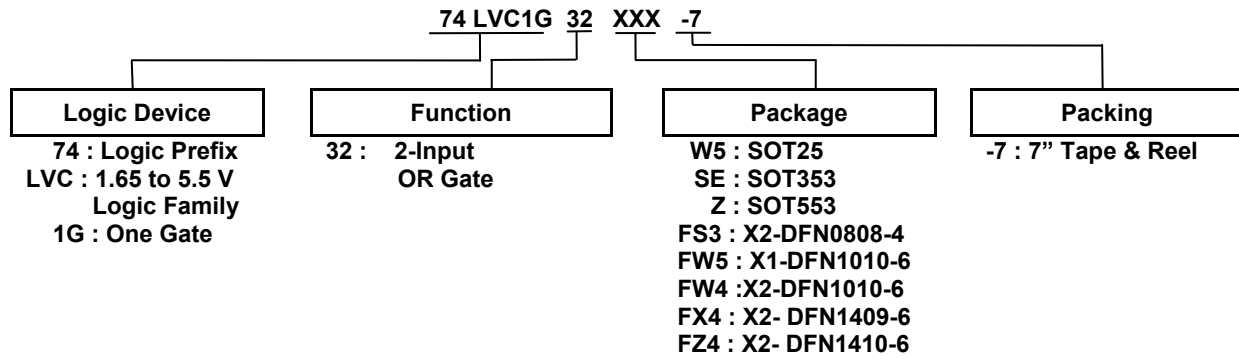 74 LVC1G 32 XXX -7
Logic Device
Function
Package
Packing
74 : Logic Prefix
LVC : 1.65 to 5.5 V
Logic Family
1G : One Gate
32 : 2-Input
OR Gate
W5 : SOT25
SE : SOT353
Z : SOT553
FS3 : X2-DFN0808-4
FW5 : X1-DFN1010-6
FW4 :X2-DFN1010-6
FX4 : X2- DFN1409-6
FZ4 : X2- DFN1410-6
-7 : 7” Tape & Reel